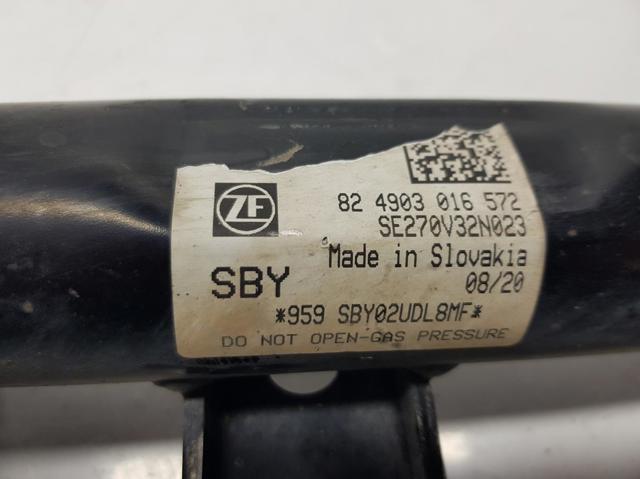 ZF
82 4903 016 572
SE270V32N023
Made in Slovakia
SBY
08/20
*959 SBY02UDL8MF*
DO NOT OPEN-GAS PRESSURE